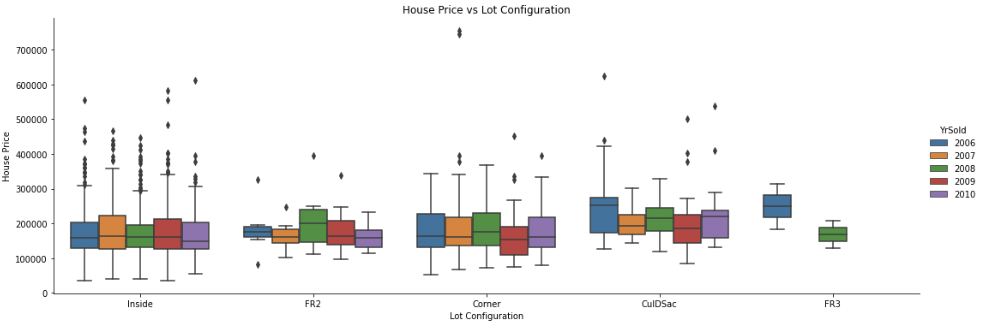 House Price vs Lot Configuration
700000
600000
500000
400000
300000
200000
100000
0
House Price
Inside FR2 Corner CulDSac FR3
Lot Configuration
YrSold
2006
2007
2008
2009
2010